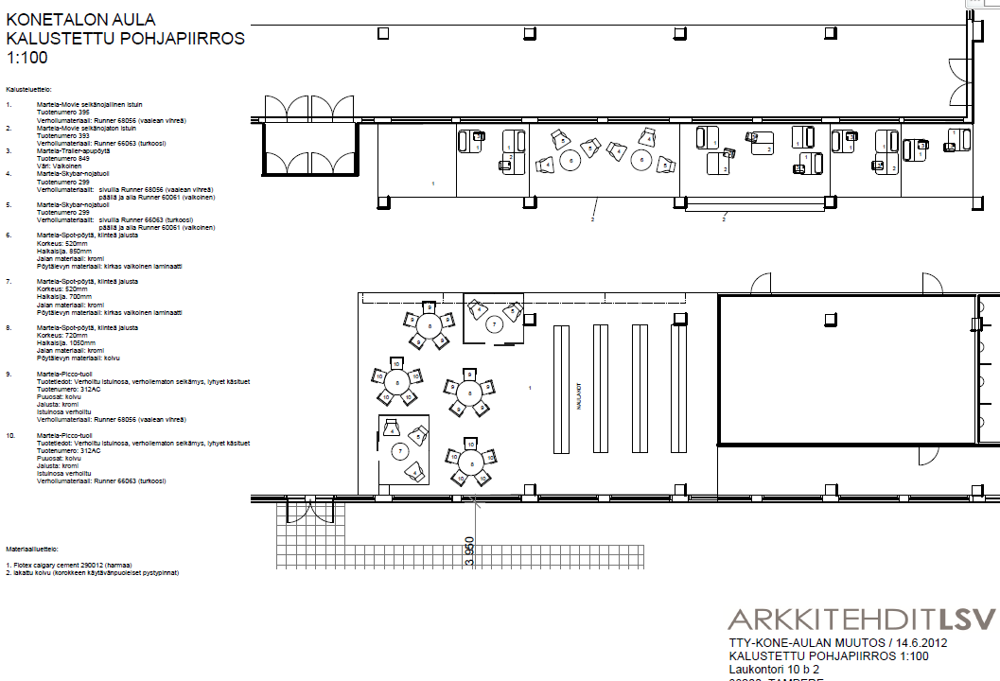 KONETALON AULA
KALUSTETTU POHJAPIIRROS
1:100
Kalusteluettelo:
1. Martela-Movie selkänojallinen istuin
Tuotenumero 395
Verhoilumateriaali: Runner 68056 (vaalean vihreä)
2. Martela-Movie selkänojaton istuin
Tuotenumero 393
Verhoilumateriaali: Runner 66063 (turkoosi)
3. Martela-Trailer-apupöytä
Tuotenumero 849
Väri: Valkoinen
4. Martela-Skybar-nojatuoli
Tuotenumero 299
Verhoilumateriaalit: sivuilla Runner 68056 (vaalean vihreä)
päällä ja alla Runner 60061 (valkoinen)
5. Martela-Skybar-nojatuoli
Tuotenumero 299
Verhoilumateriaalit: sivuilla Runner 66063 (turkoosi)
päällä ja alla Runner 60061 (valkoinen)
6. Martela-Spot-pöytä, kiinteä jalusta
Korkeus: 520mm
Halkaisija. 850mm
Jalan materiaali: kromi
Pöytälevyn materiaali: kirkas valkoinen laminaatti
7. Martela-Spot-pöytä, kiinteä jalusta
Korkeus: 520mm
Halkaisija. 700mm
Jalan materiaali: kromi
Pöytälevyn materiaali: kirkas valkoinen laminaatti
8. Martela-Spot-pöytä, kiinteä jalusta
Korkeus: 720mm
Halkaisija. 1050mm
Jalan materiaali: kromi
Pöytälevyn materiaali: koivu
9. Martela-Picco-tuoli
Tuotetiedot: Verhoiltu istuinosa, verhoilematon selkämys, lyhyet käsituet
Tuotenumero: 312AC
Puuosat: koivu
Jalusta: kromi
Istuinosa verhoiltu
Verhoilumateriaali: Runner 68056 (vaalean vihreä)
10. Martela-Picco-tuoli
Tuotetiedot: Verhoiltu istuinosa, verhoilematon selkämys, lyhyet käsituet
Tuotenumero: 312AC
Puuosat: koivu
Jalusta: kromi
Istuinosa verhoiltu
Verhoilumateriaali: Runner 66063 (turkoosi)
Materiaaliluettelo:
1. Flotex calgary cement 290012 (harmaa)
2. lakattu koivu (korokkeen käytävänpuoleiset pystypinnat)
NAULAKOT
3 950
ARKKITEHDITLSV
TTY-KONE-AULAN MUUTOS / 14.6.2012
KALUSTETTU POHJAPIIRROS 1:100
Laukontori 10 b 2
TAMPERE